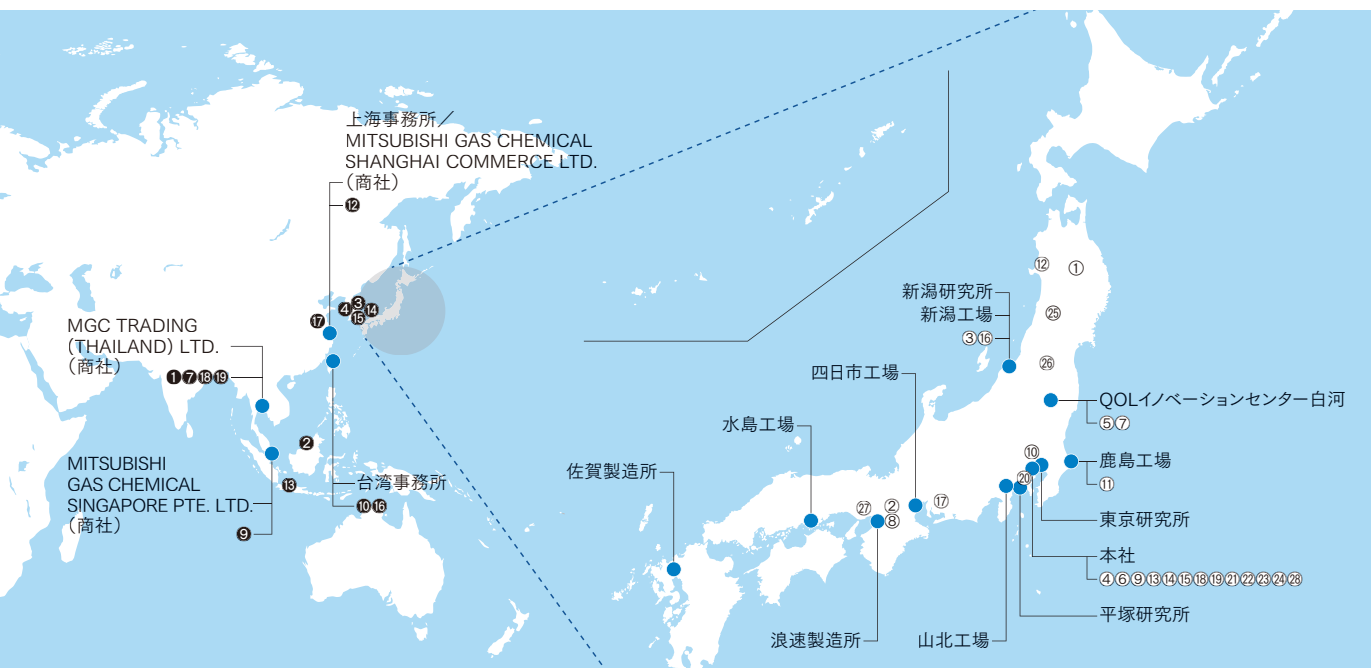 上海事務所／
MITSUBISHI GAS CHEMICAL
SHANGHAI COMMERCE LTD.
（商社）
⓬
❸
❹
⓮
⓯
⓱
MGC TRADING
(THAILAND) LTD.
（商社）
❶❼⓲⓳
❷
MITSUBISHI
GAS CHEMICAL
SINGAPORE PTE. LTD.
（商社）
❾
⓭
台湾事務所
❿⓰
⑫
①
新潟研究所
新潟工場
③⑯
㉕
㉖
四日市工場
QOLイノベーションセンター白河
⑤⑦
水島工場
⑩
鹿島工場
⑪
佐賀製造所
⑳
㉗
②
⑧
⑰
東京研究所
本社
④⑥⑨⑬⑭⑮⑱⑲㉑㉒㉓㉔㉘
平塚研究所
浪速製造所
山北工場